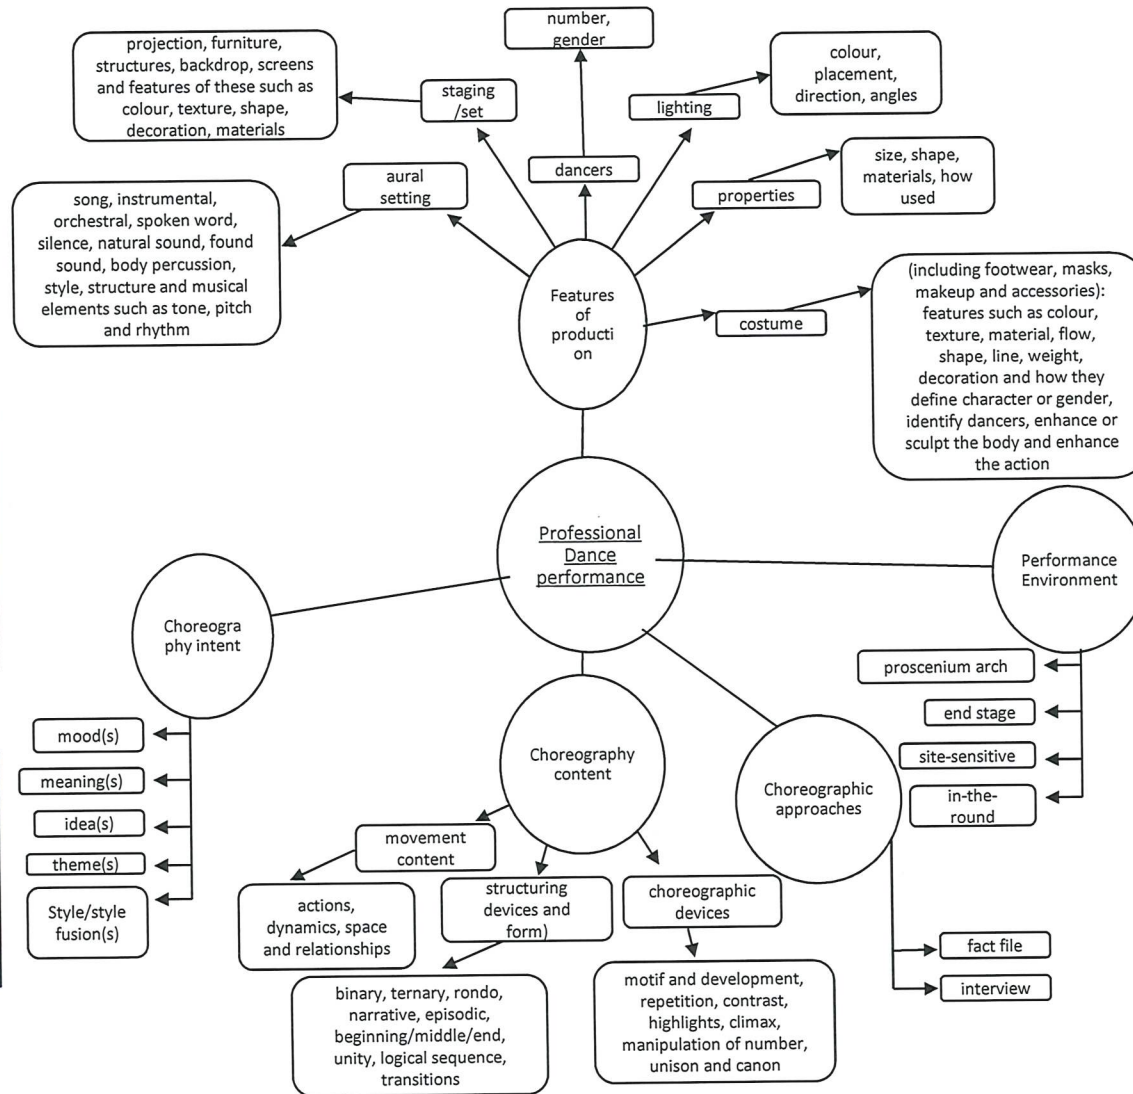 number,
gender
projection, furniture,
structures, backdrop, screens
and features of these such as
colour, texture, shape,
decoration, materials
staging
/set
lighting
colour,
placement,
direction, angles
dancers
aural
setting
properties
size, shape,
materials, how
used
song, instrumental,
orchestral, spoken word,
silence, natural sound, found
sound, body percussion,
style, structure and musical
elements such as tone, pitch
and rhythm
Features
of
producti
on
costume
(including footwear, masks,
makeup and accessories):
features such as colour,
texture, material, flow,
shape, line, weight,
decoration and how they
define character or gender,
identify dancers, enhance or
sculpt the body and enhance
the action
Professional
Dance
performance
Performance
Environment
proscenium arch
end stage
site-sensitive
in-the-
round
Choreogra
phy intent
mood(s)
meaning(s)
idea(s)
theme(s)
Style/style
fusion(s)
Choreography
content
movement
content
actions,
dynamics, space
and relationships
structuring
devices and
form)
binary, ternary, rondo,
narrative, episodic,
beginning/middle/end,
unity, logical sequence,
transitions
choreographic
devices
motif and development,
repetition, contrast,
highlights, climax,
manipulation of number,
unison and canon
Choreographic
approaches
fact file
interview